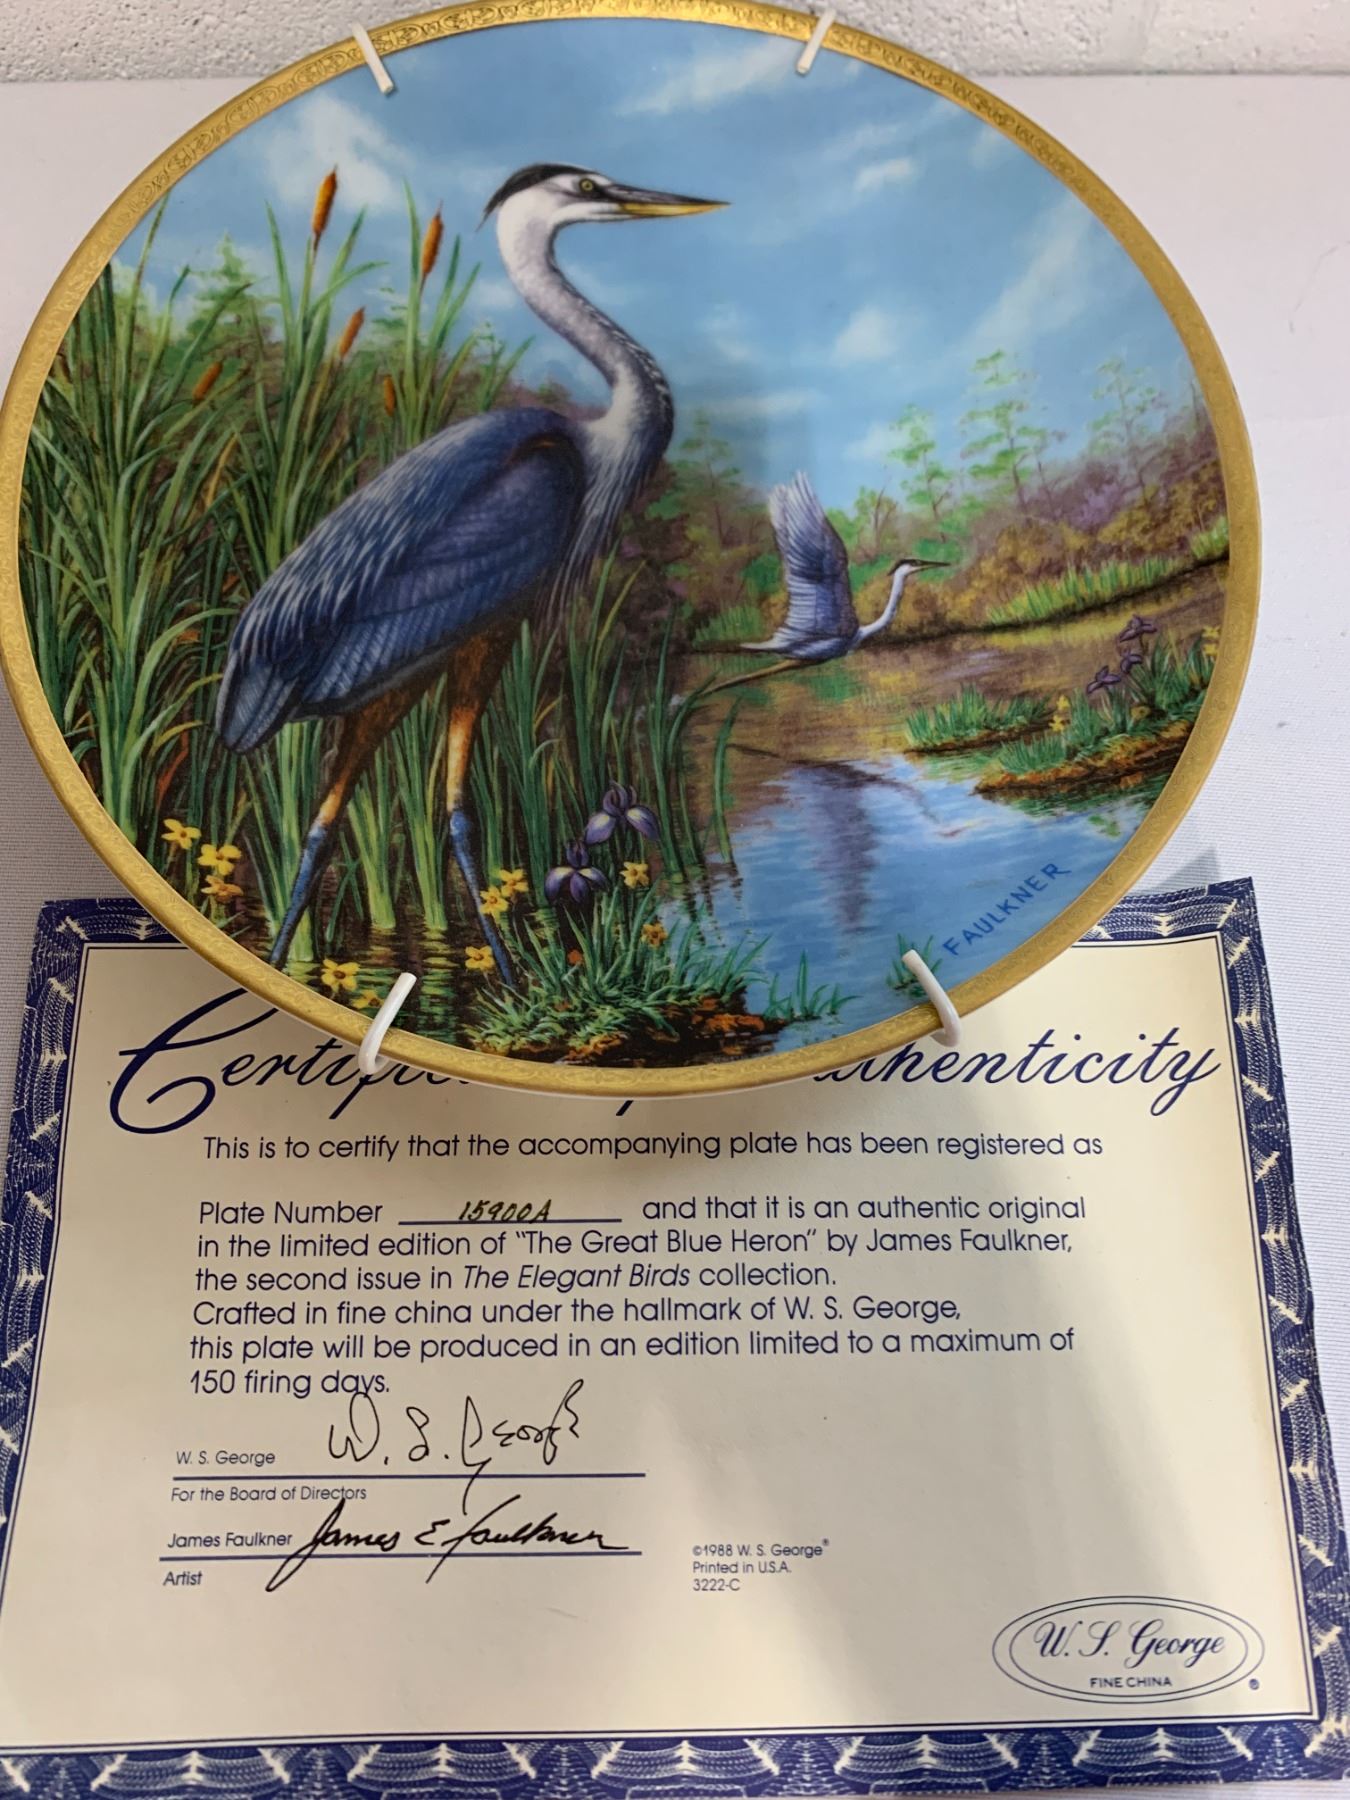 FAULKNER
This is to certify that the accompanying plate has been registered as
Plate Number 15900A and that it is an authentic original
in the limited edition of "The Great Blue Heron" by James Faulkner,
the second issue in The Elegant Birds collection.
Crafted in fine china under the hallmark of W. S. George,
this plate will be produced in an edition limited to a maximum of
150 firing days.
W. S. George W. S. George
For the Board of Directors
James Faulkner James E Faulkner
Artist
©1988 W. S. George®
Printed in U.S.A.
3222-C
W. S. George
FINE CHINA ®